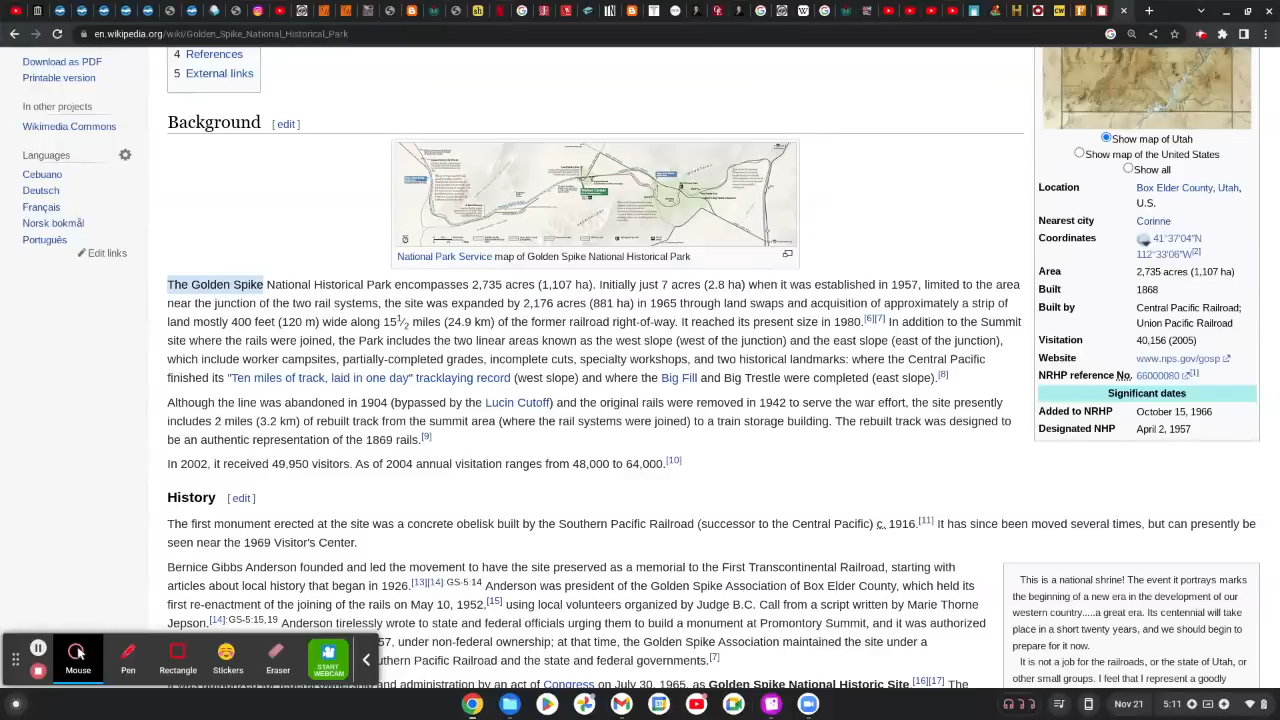 en.wikipedia.org/wiki/Golden_Spike_National_Historical_Park
Download as PDF
Printable version
In other projects
Wikimedia Commons
Languages
Cebuano
Deutsch
Français
Norsk bokmål
Português
Edit links
4 References
5 External links
Background [ edit ]
National Park Service map of Golden Spike National Historical Park
The Golden Spike National Historical Park encompasses 2,735 acres (1,107 ha). Initially just 7 acres (2.8 ha) when it was established in 1957, limited to the area
near the junction of the two rail systems, the site was expanded by 2,176 acres (881 ha) in 1965 through land swaps and acquisition of approximately a strip of
land mostly 400 feet (120 m) wide along 15 1⁄2 miles (24.9 km) of the former railroad right-of-way. It reached its present size in 1980.[6][7] In addition to the Summit
site where the rails were joined, the Park includes the two linear areas known as the west slope (west of the junction) and the east slope (east of the junction),
which include worker campsites, partially-completed grades, incomplete cuts, specialty workshops, and two historical landmarks: where the Central Pacific
finished its "Ten miles of track, laid in one day" tracklaying record (west slope) and where the Big Fill and Big Trestle were completed (east slope).[8]
Although the line was abandoned in 1904 (bypassed by the Lucin Cutoff) and the original rails were removed in 1942 to serve the war effort, the site presently
includes 2 miles (3.2 km) of rebuilt track from the summit area (where the rail systems were joined) to a train storage building. The rebuilt track was designed to
be an authentic representation of the 1869 rails.[9]
In 2002, it received 49,950 visitors. As of 2004 annual visitation ranges from 48,000 to 64,000.[10]
History [ edit ]
The first monument erected at the site was a concrete obelisk built by the Southern Pacific Railroad (successor to the Central Pacific) c. 1916.[11] It has since been moved several times, but can presently be
seen near the 1969 Visitor's Center.
Bernice Gibbs Anderson founded and led the movement to have the site preserved as a memorial to the First Transcontinental Railroad, starting with
articles about local history that began in 1926.[13][14]:GS-5:14 Anderson was president of the Golden Spike Association of Box Elder County, which held its
first re-enactment of the joining of the rails on May 10, 1952,[15] using local volunteers organized by Judge B.C. Call from a script written by Marie Thorne
Jepson.[14]:GS-5:15,19 Anderson tirelessly wrote to state and federal officials urging them to build a monument at Promontory Summit, and it was authorized
57, under non-federal ownership; at that time, the Golden Spike Association maintained the site under a
uthern Pacific Railroad and the state and federal governments.[7]
and administration by an act of Congress on July 30, 1965, as Golden Spike National Historic Site.[16][17] The
Show map of Utah
Show map of the United States
Show all
Location Box Elder County, Utah,
U.S.
Nearest city Corinne
Coordinates 41°37′04″N
112°33′06″W[2]
Area 2,735 acres (1,107 ha)
Built 1868
Built by Central Pacific Railroad;
Union Pacific Railroad
Visitation 40,156 (2005)
Website www.nps.gov/gosp
NRHP reference No. 66000080[1]
Significant dates
Added to NRHP October 15, 1966
Designated NHP April 2, 1957
This is a national shrine! The event it portrays marks
the beginning of a new era in the development of our
western country.....a great era. Its centennial will take
place in a short twenty years, and we should begin to
prepare for it now.
It is not a job for the railroads, or the state of Utah, or
other small groups. I feel that I represent a goodly
Mouse
Pen
Rectangle
Stickers
Eraser
START
WEBCAM
Nov 21
5:11